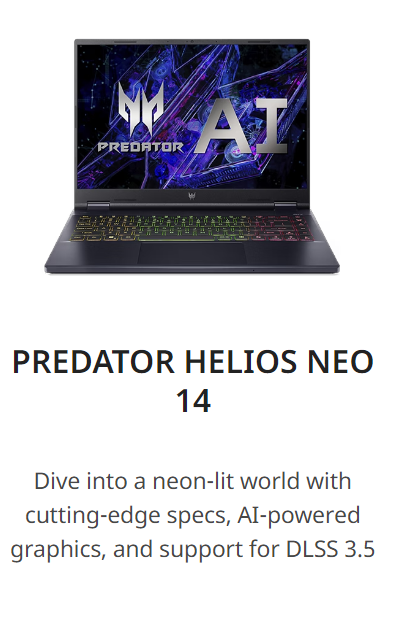 PREDATOR
AI
PREDATOR HELIOS NEO
14
Dive into a neon-lit world with
cutting-edge specs, AI-powered
graphics, and support for DLSS 3.5